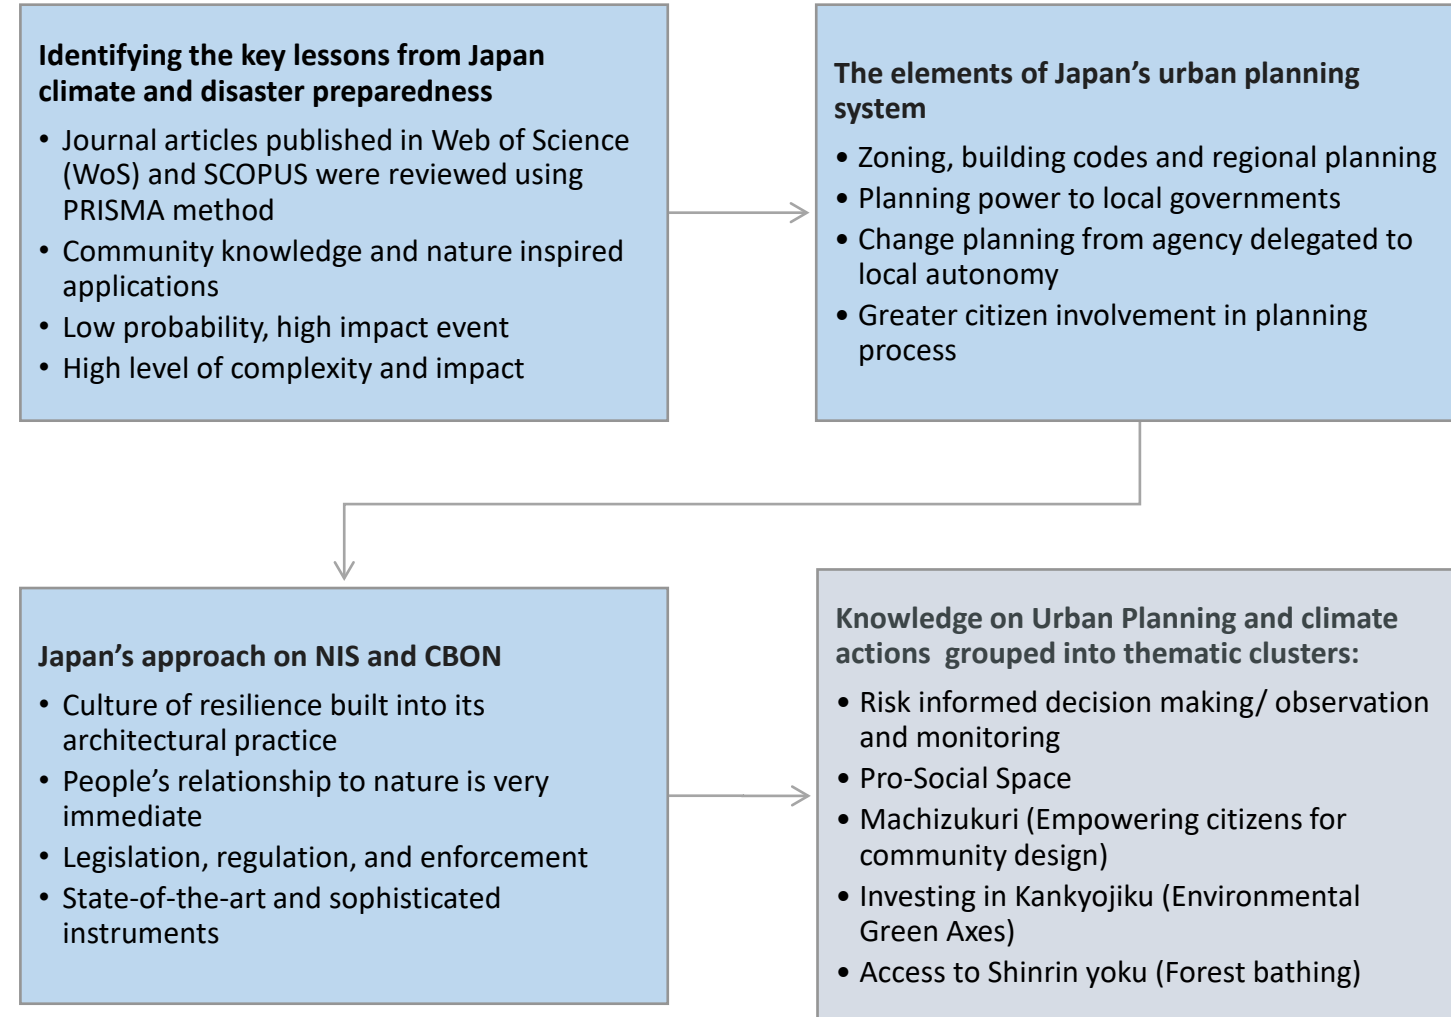 Identifying the key lessons from Japan
climate and disaster preparedness
• Journal articles published in Web of Science
(WoS) and SCOPUS were reviewed using
PRISMA method
• Community knowledge and nature inspired
applications
• Low probability, high impact event
• High level of complexity and impact
The elements of Japan’s urban planning
system
• Zoning, building codes and regional planning
• Planning power to local governments
• Change planning from agency delegated to
local autonomy
• Greater citizen involvement in planning
process
Japan’s approach on NIS and CBON
• Culture of resilience built into its
architectural practice
• People’s relationship to nature is very
immediate
• Legislation, regulation, and enforcement
• State-of-the-art and sophisticated
instruments
Knowledge on Urban Planning and climate
actions grouped into thematic clusters:
• Risk informed decision making/ observation
and monitoring
• Pro-Social Space
• Machizukuri (Empowering citizens for
community design)
• Investing in Kankyojiku (Environmental
Green Axes)
• Access to Shinrin yoku (Forest bathing)